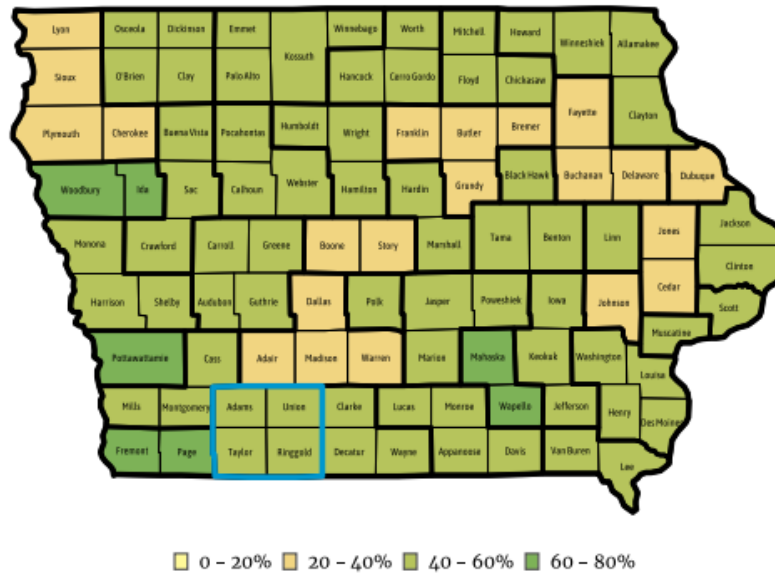 Lyon Osceola Dickinson Emmet Winnebago Worth Mitchell Howard Winneshiek Allamakee
Kossuth
Sioux O'Brien Clay Palo Alto Hancock Cerro Gordo Floyd Chickasaw
Plymouth Cherokee Buena Vista Pocahontas Humboldt Wright Franklin Butler Bremer Fayette Clayton
Woodbury Ida Sac Calhoun Webster Hamilton Hardin Grundy Black Hawk Buchanan Delaware Dubuque
Monona Crawford Carroll Greene Boone Story Marshall Tama Benton Linn Jones Jackson
Clinton
Harrison Shelby Audubon Guthrie Dallas Polk Jasper Poweshiek Iowa Johnson Cedar Scott
Muscatine
Pottawattamie Cass Adair Madison Warren Marion Mahaska Keokuk Washington Louisa
Mills Montgomery Adams Union Clarke Lucas Monroe Wapello Jefferson Henry Des Moines
Fremont Page Taylor Ringgold Decatur Wayne Appanoose Davis Van Buren Lee
0 - 20% 20 - 40% 40 - 60% 60 - 80%